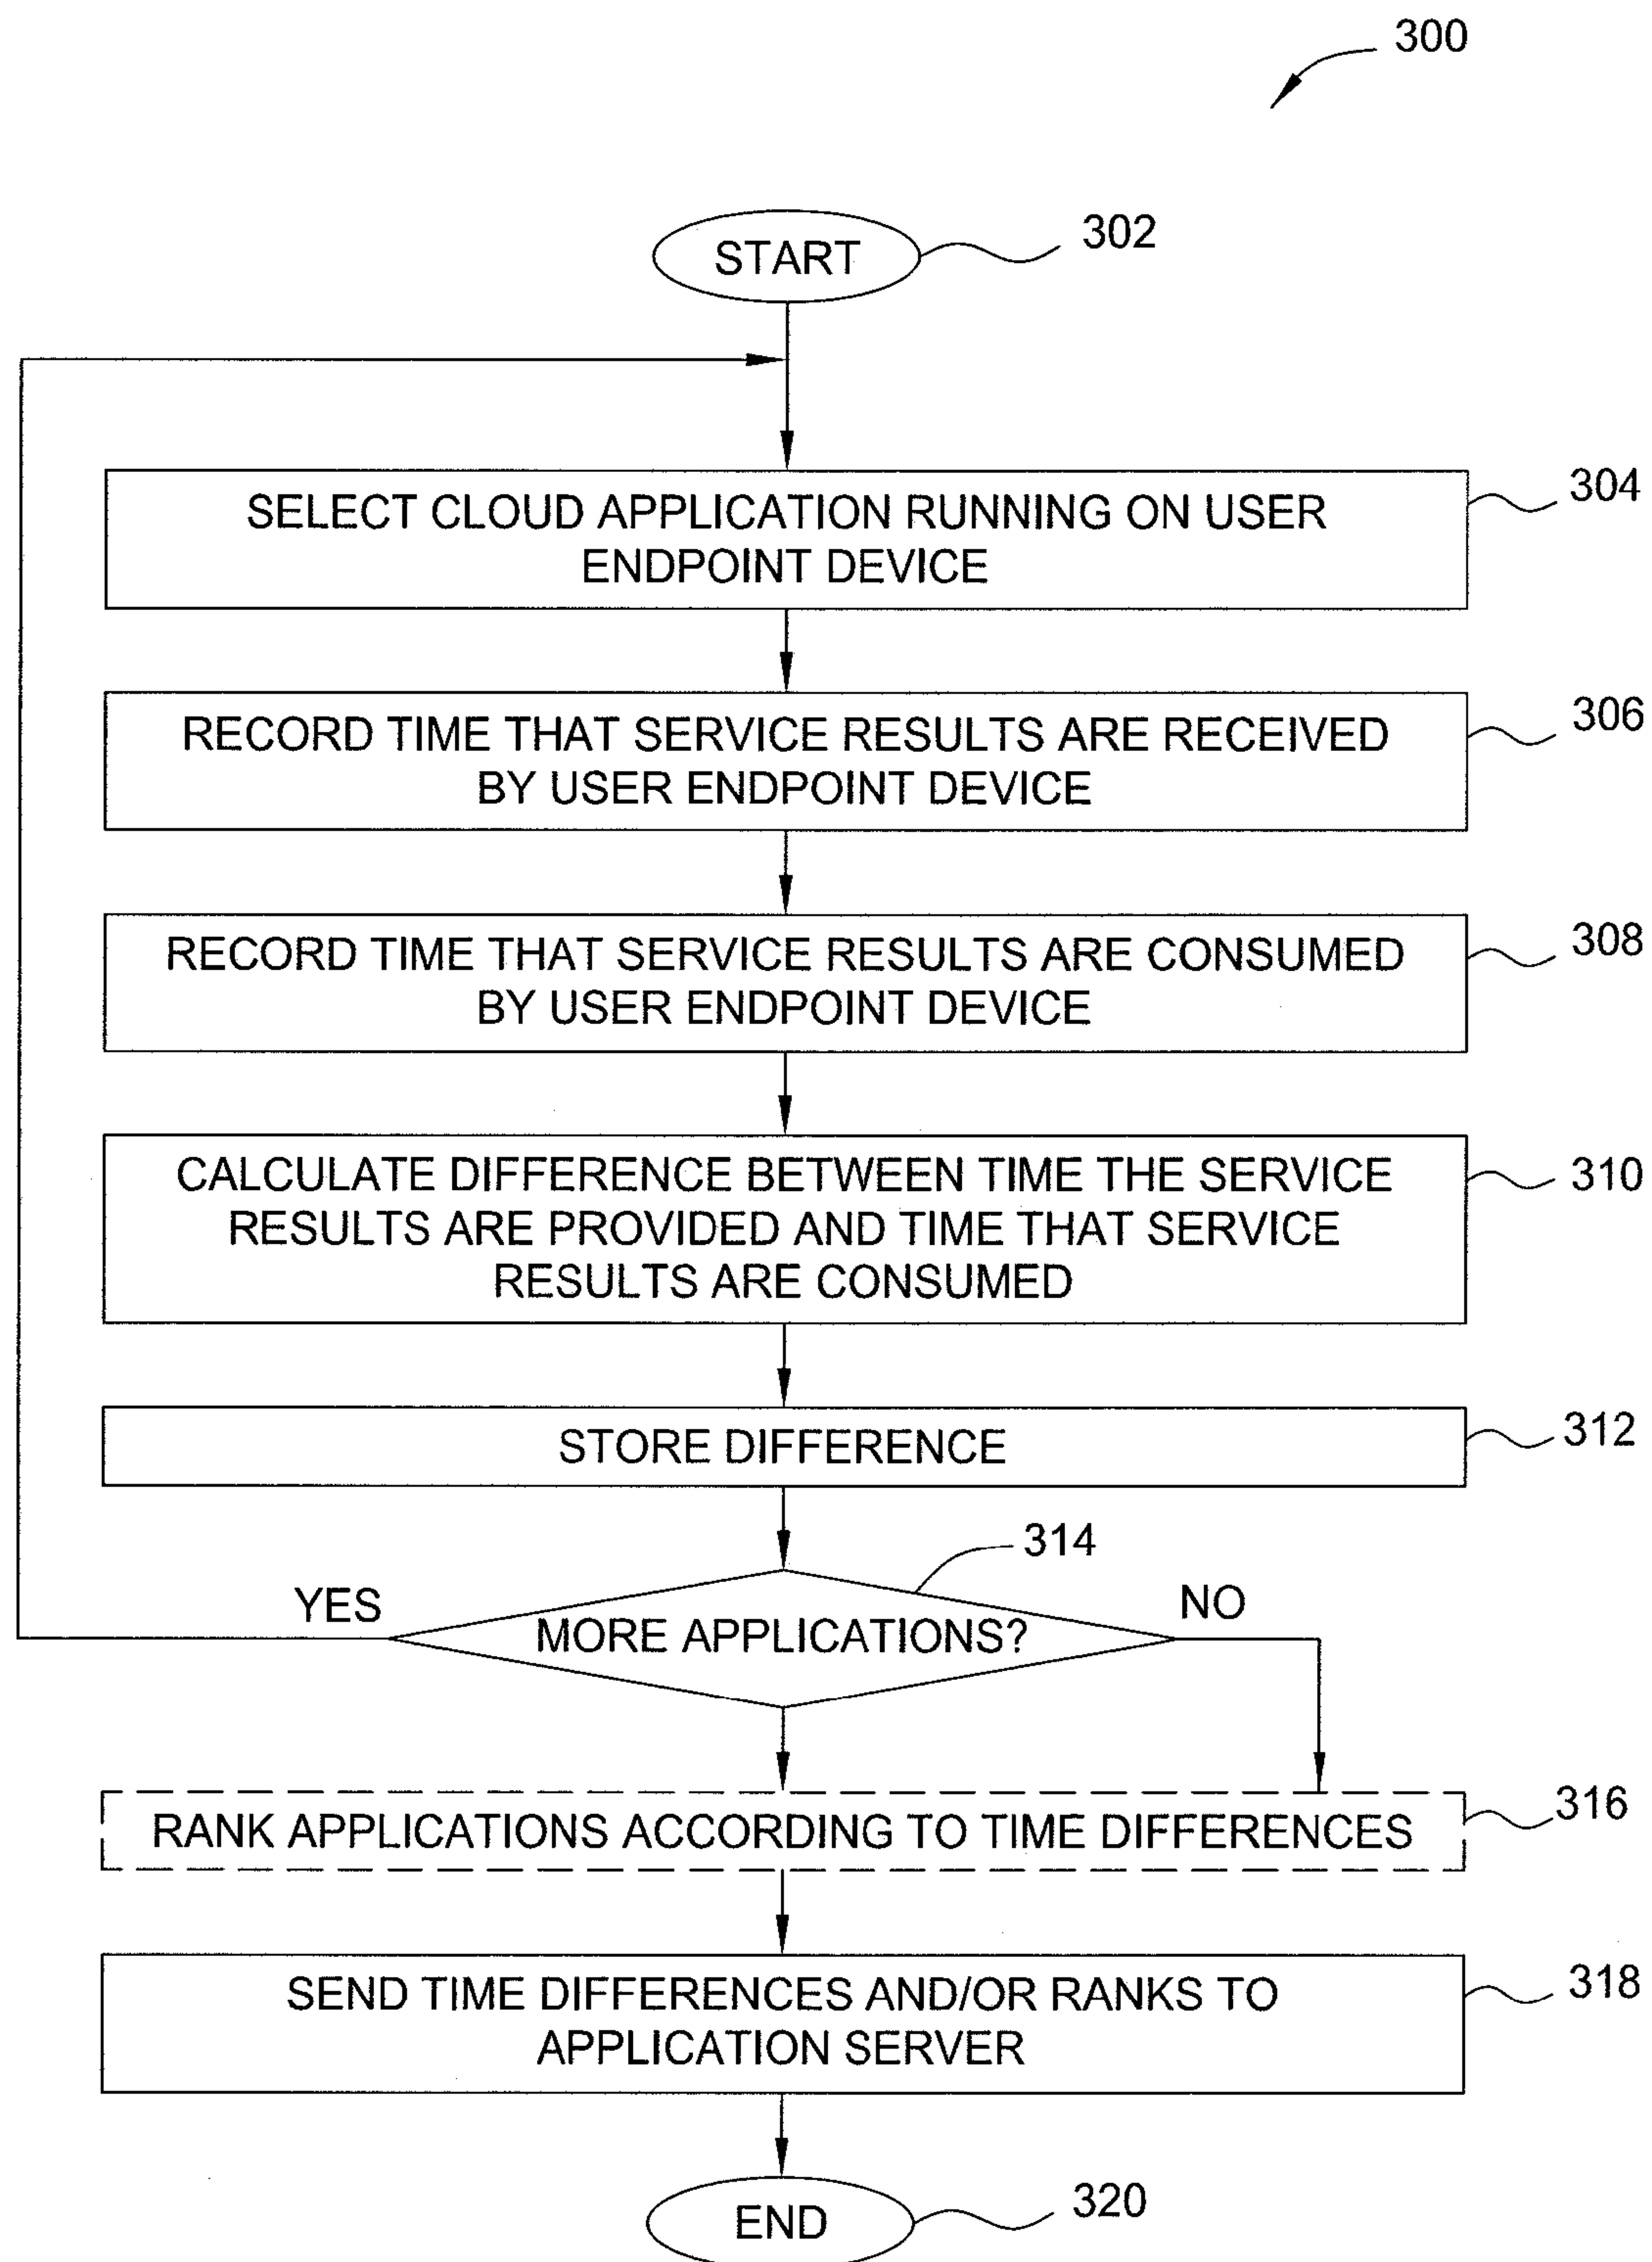 300
START
302
SELECT CLOUD APPLICATION RUNNING ON USER
ENDPOINT DEVICE
304
RECORD TIME THAT SERVICE RESULTS ARE RECEIVED
BY USER ENDPOINT DEVICE
306
RECORD TIME THAT SERVICE RESULTS ARE CONSUMED
BY USER ENDPOINT DEVICE
308
CALCULATE DIFFERENCE BETWEEN TIME THE SERVICE
RESULTS ARE PROVIDED AND TIME THAT SERVICE
RESULTS ARE CONSUMED
310
STORE DIFFERENCE
312
314
YES
MORE APPLICATIONS?
NO
RANK APPLICATIONS ACCORDING TO TIME DIFFERENCES
316
SEND TIME DIFFERENCES AND/OR RANKS TO
APPLICATION SERVER
318
END
320